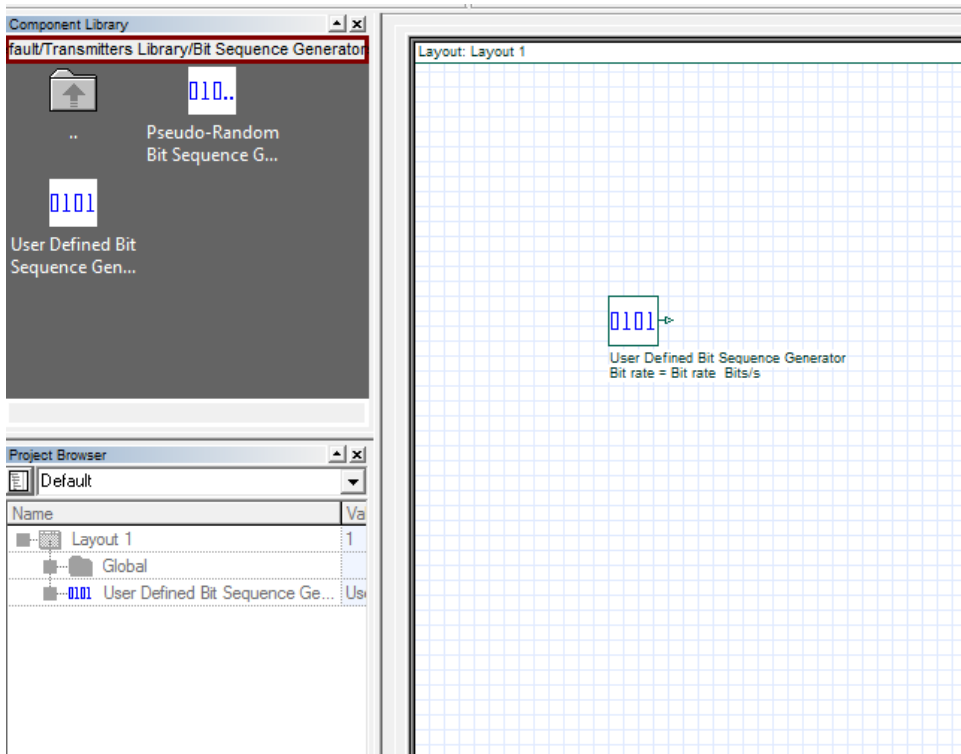 Component Library
fault/Transmitters Library/Bit Sequence Generator
010..
..
Pseudo-Random
Bit Sequence G...
0101
User Defined Bit
Sequence Gen...
Project Browser
Default
Name Va
Layout 1 1
Global
0101 User Defined Bit Sequence Ge... Use
Layout: Layout 1
0101
User Defined Bit Sequence Generator
Bit rate = Bit rate Bits/s